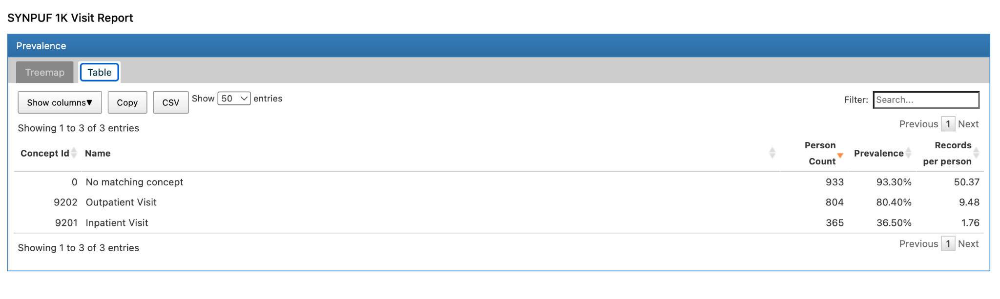 SYNPUF 1K Visit Report
Prevalence
Treemap Table
Show columns▼ Copy CSV Show 50 entries Filter: Search...
Showing 1 to 3 of 3 entries Previous 1 Next
Concept Id Name Person Count Prevalence Records per person
0 No matching concept 933 93.30% 50.37
9202 Outpatient Visit 804 80.40% 9.48
9201 Inpatient Visit 365 36.50% 1.76
Showing 1 to 3 of 3 entries Previous 1 Next